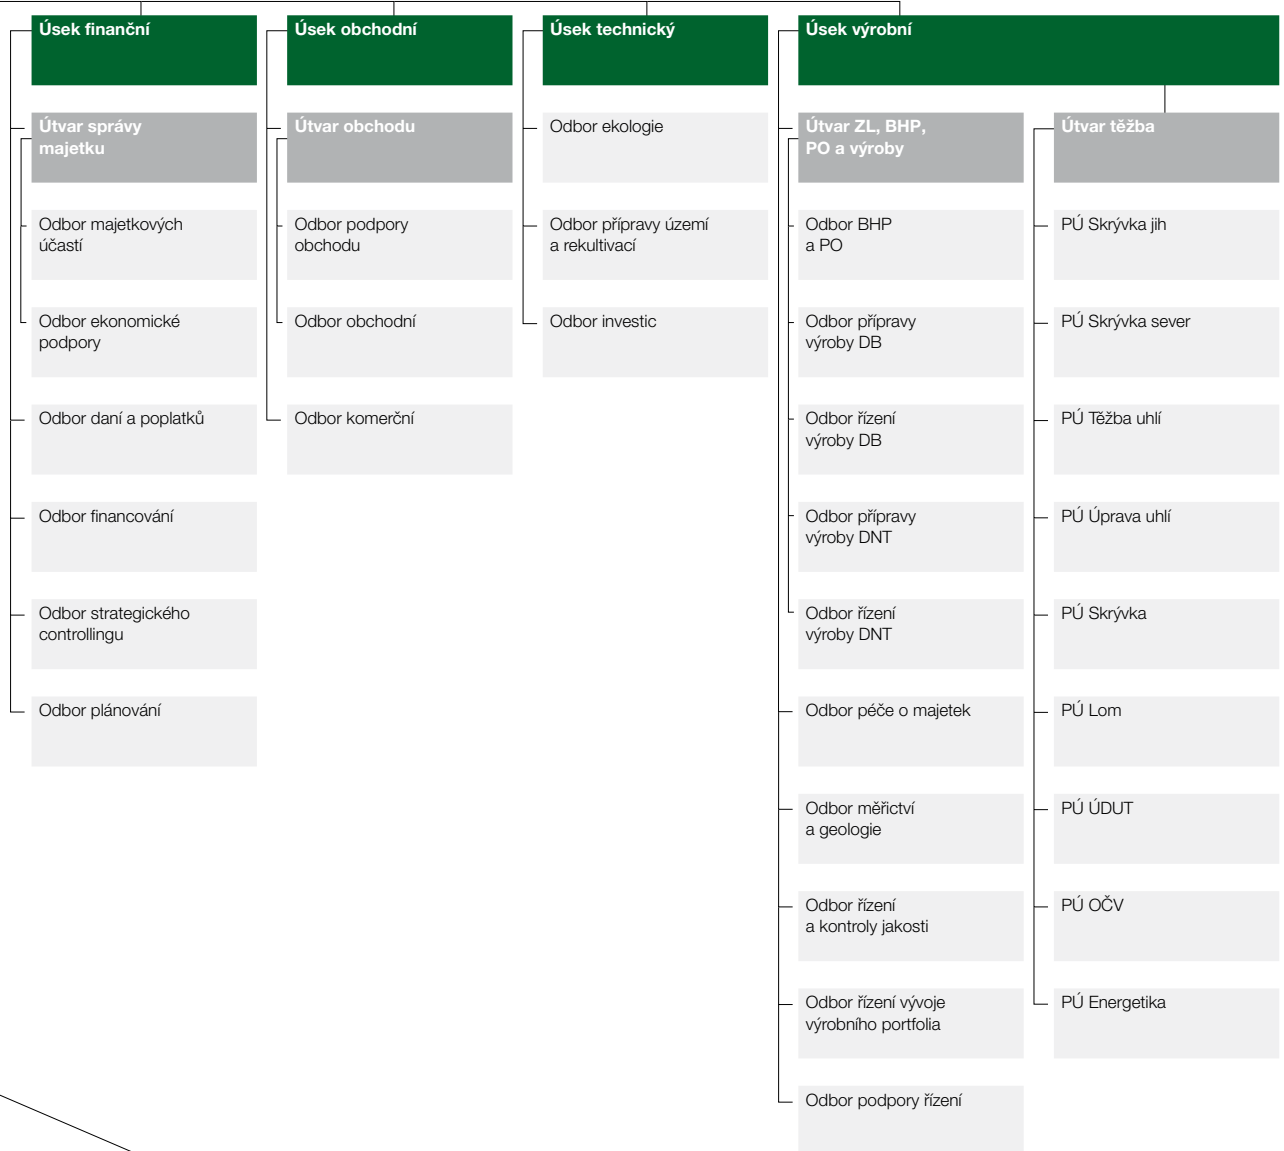 Úsek finanční
Útvar správy
majetku
Odbor majetkových
účastí
Odbor ekonomické
podpory
Odbor daní a poplatků
Odbor financování
Odbor strategického
controllingu
Odbor plánování
Úsek obchodní
Útvar obchodu
Odbor podpory
obchodu
Odbor obchodní
Odbor komerční
Úsek technický
Odbor ekologie
Odbor přípravy území
a rekultivací
Odbor investic
Úsek výrobní
Útvar ZL, BHP,
PO a výroby
Odbor BHP
a PO
Odbor přípravy
výroby DB
Odbor řízení
výroby DB
Odbor přípravy
výroby DNT
Odbor řízení
výroby DNT
Odbor péče o majetek
Odbor měřictví
a geologie
Odbor řízení
a kontroly jakosti
Odbor řízení vývoje
výrobního portfolia
Odbor podpory řízení
Útvar těžba
PÚ Skrývka jih
PÚ Skrývka sever
PÚ Těžba uhlí
PÚ Úprava uhlí
PÚ Skrývka
PÚ Lom
PÚ ÚDUT
PÚ OČV
PÚ Energetika